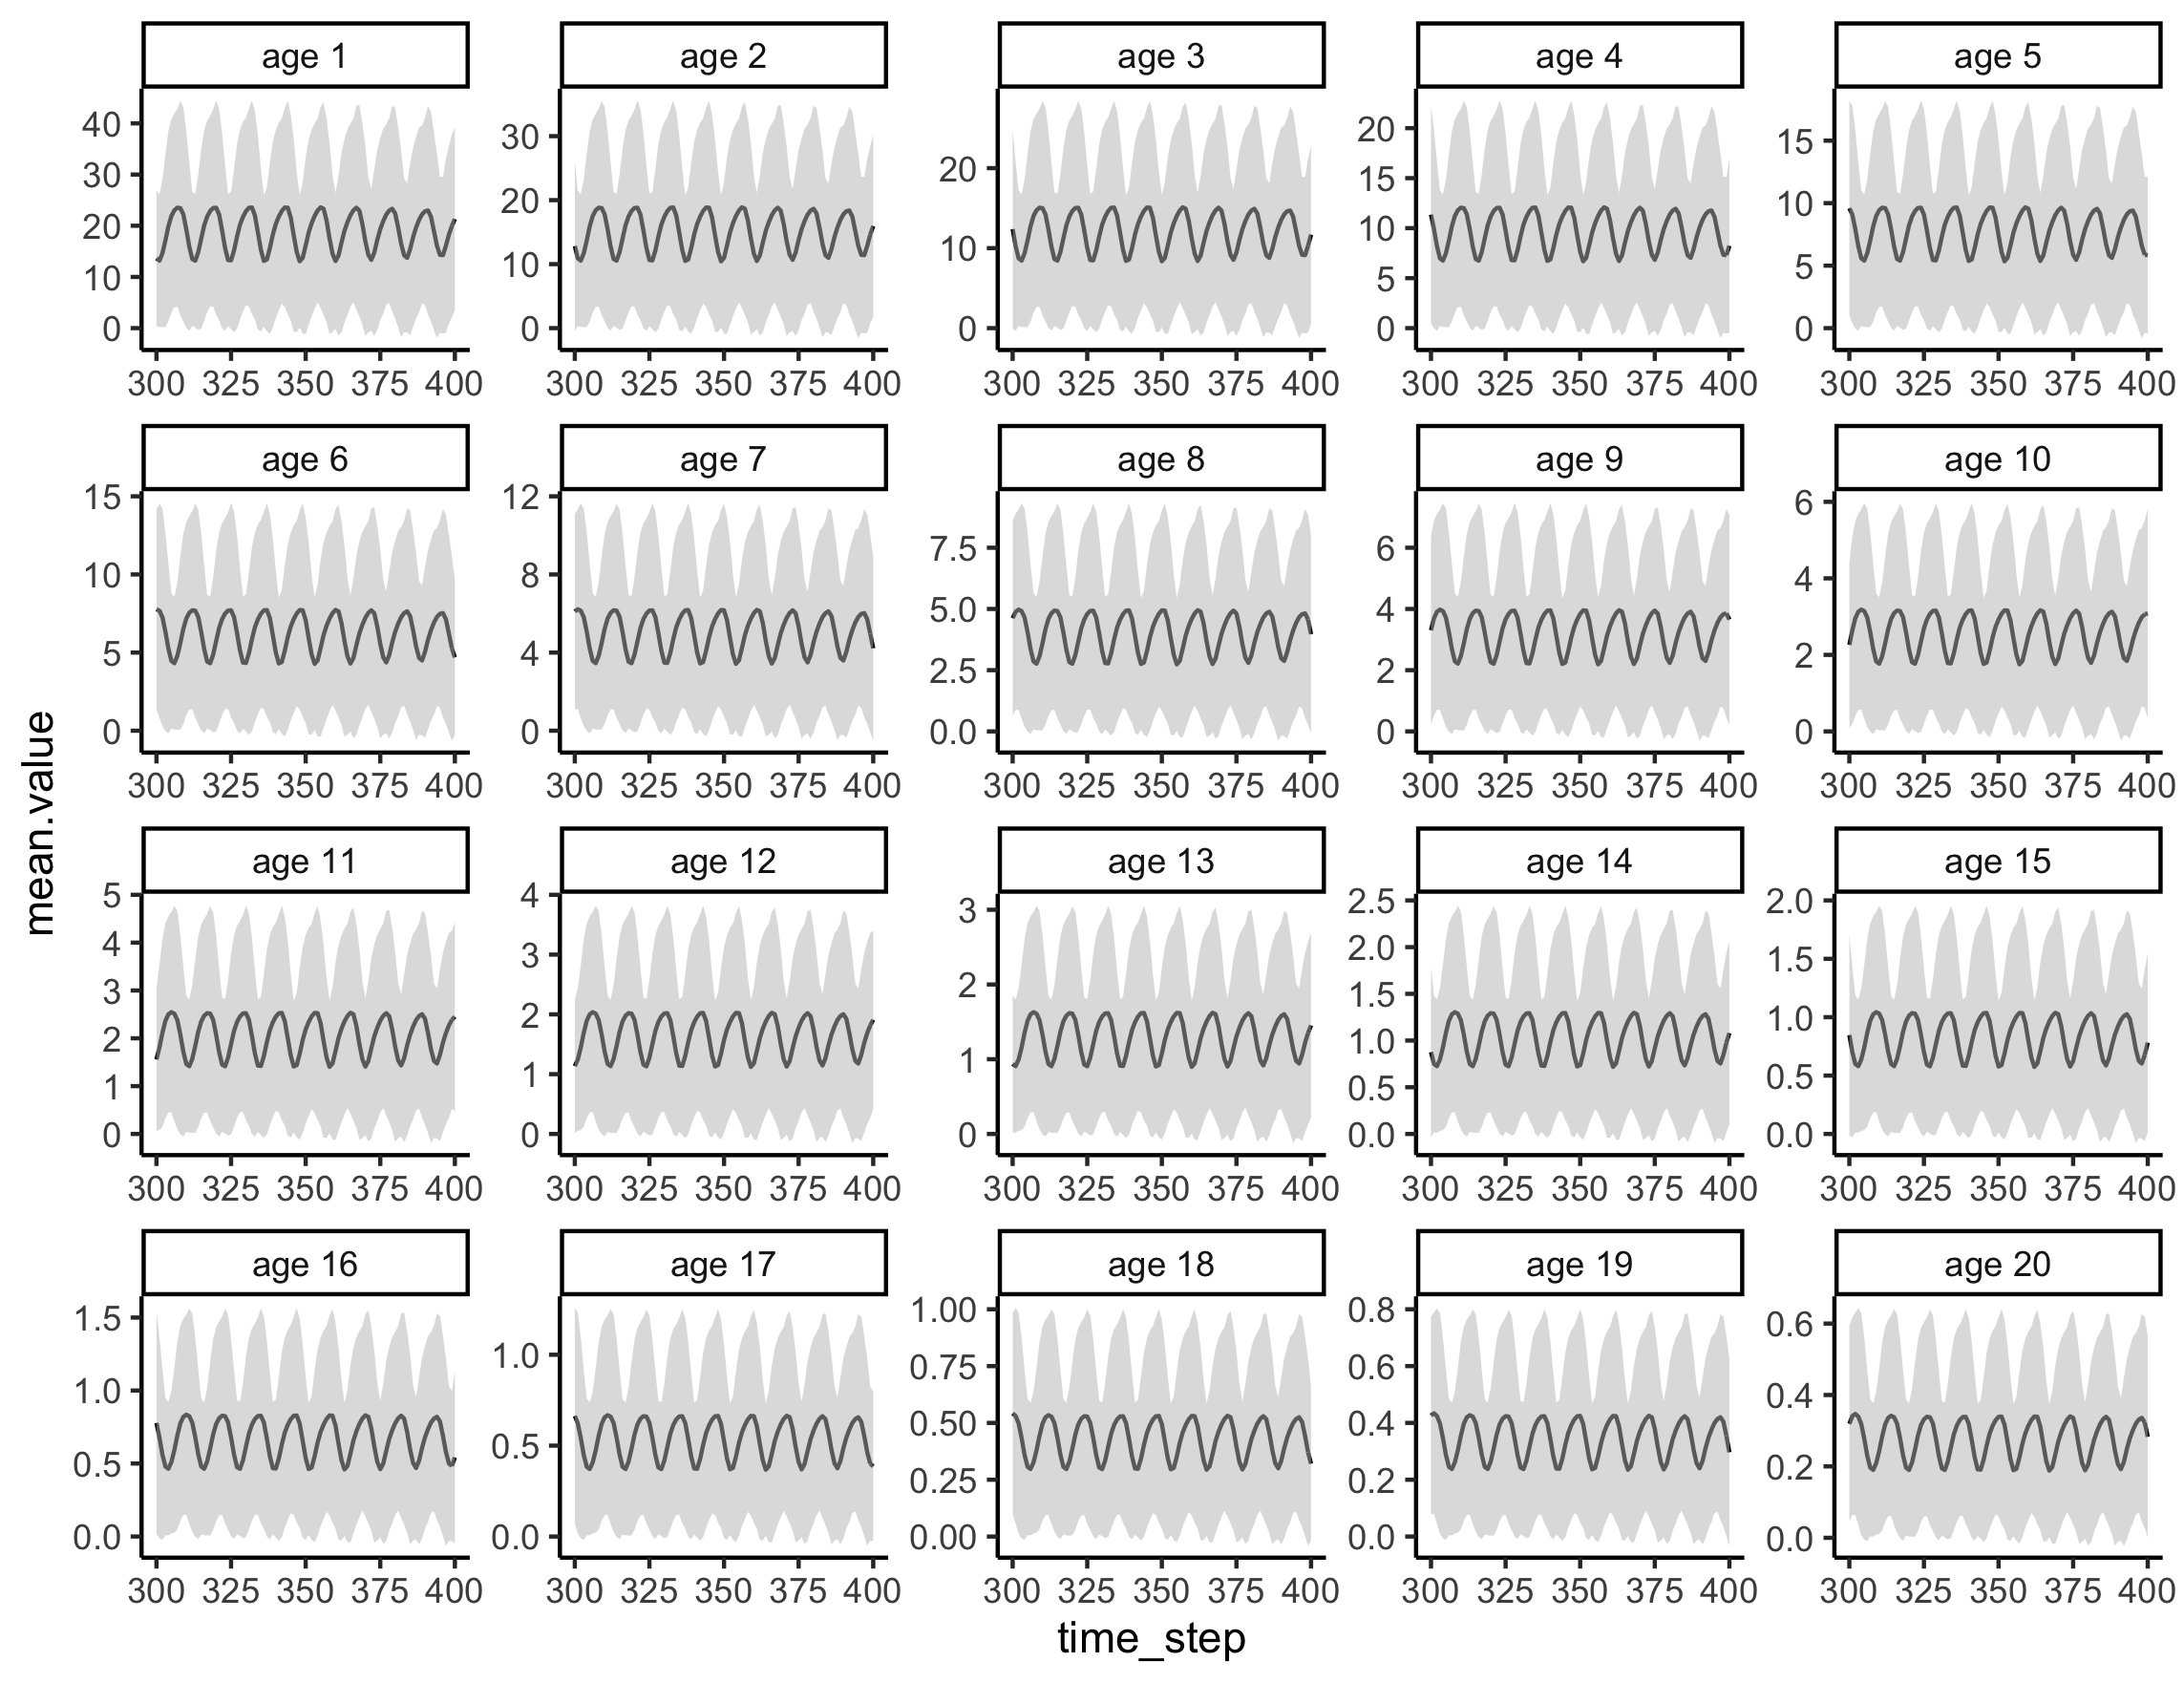 age 1
age 2
age 3
age 4
age 5
40
30
20
10
0
30
20
10
0
20
10
0
20
15
10
5
0
15
10
5
0
300 325 350 375 400
300 325 350 375 400
300 325 350 375 400
300 325 350 375 400
300 325 350 375 400
age 6
age 7
age 8
age 9
age 10
15
10
5
0
12
8
4
0
7.5
5.0
2.5
0.0
6
4
2
0
6
4
2
0
300 325 350 375 400
300 325 350 375 400
300 325 350 375 400
300 325 350 375 400
300 325 350 375 400
mean.value
age 11
age 12
age 13
age 14
age 15
5
4
3
2
1
0
4
3
2
1
0
3
2
1
0
2.5
2.0
1.5
1.0
0.5
0.0
2.0
1.5
1.0
0.5
0.0
300 325 350 375 400
300 325 350 375 400
300 325 350 375 400
300 325 350 375 400
300 325 350 375 400
age 16
age 17
age 18
age 19
age 20
1.5
1.0
0.5
0.0
1.0
0.5
0.0
1.00
0.75
0.50
0.25
0.00
0.8
0.6
0.4
0.2
0.0
0.6
0.4
0.2
0.0
300 325 350 375 400
300 325 350 375 400
300 325 350 375 400
300 325 350 375 400
300 325 350 375 400
time_step